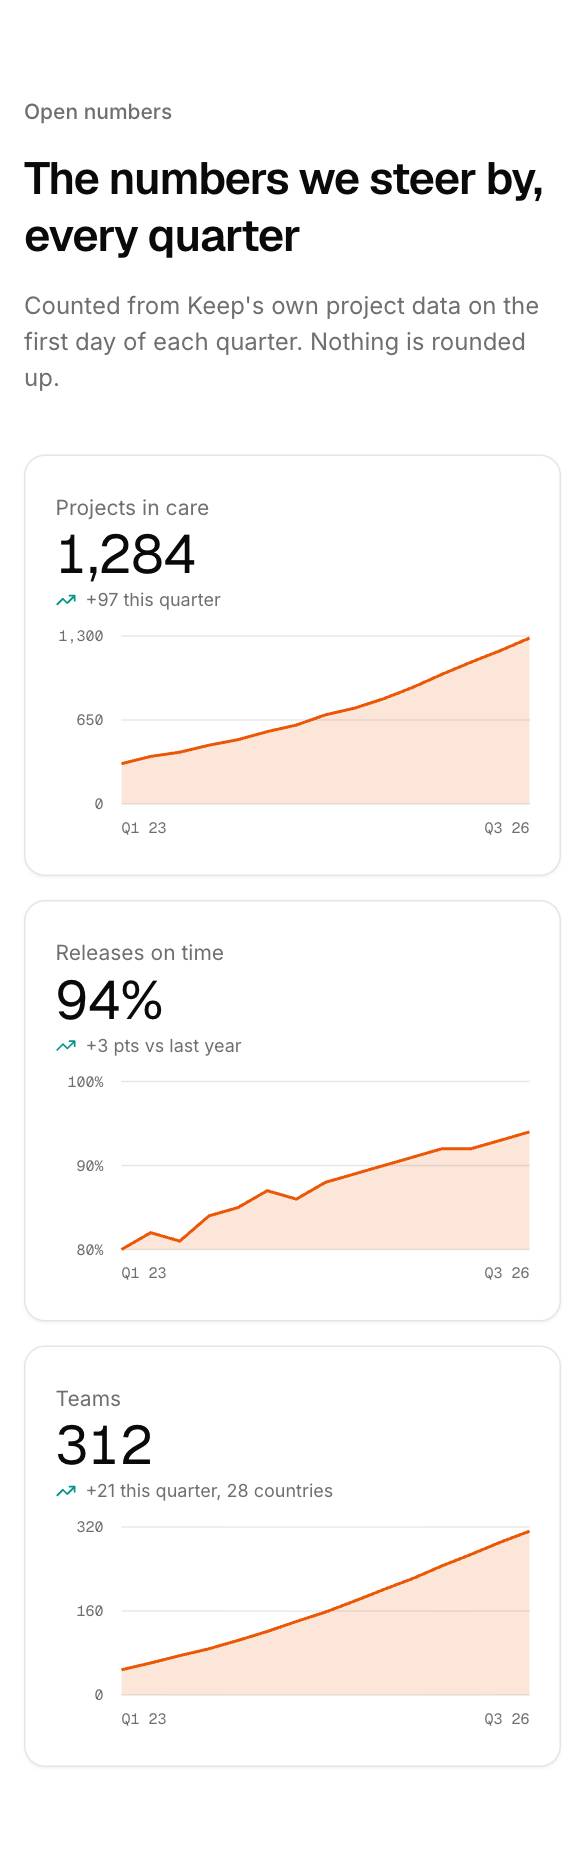 Open numbers
The numbers we steer by,
every quarter
Counted from Keep's own project data on the
first day of each quarter. Nothing is rounded
up.
Projects in care
1,284
+97 this quarter
1,300
650
0
Q1 23 Q3 26
Releases on time
94%
+3 pts vs last year
100%
90%
80%
Q1 23 Q3 26
Teams
312
+21 this quarter, 28 countries
320
160
0
Q1 23 Q3 26